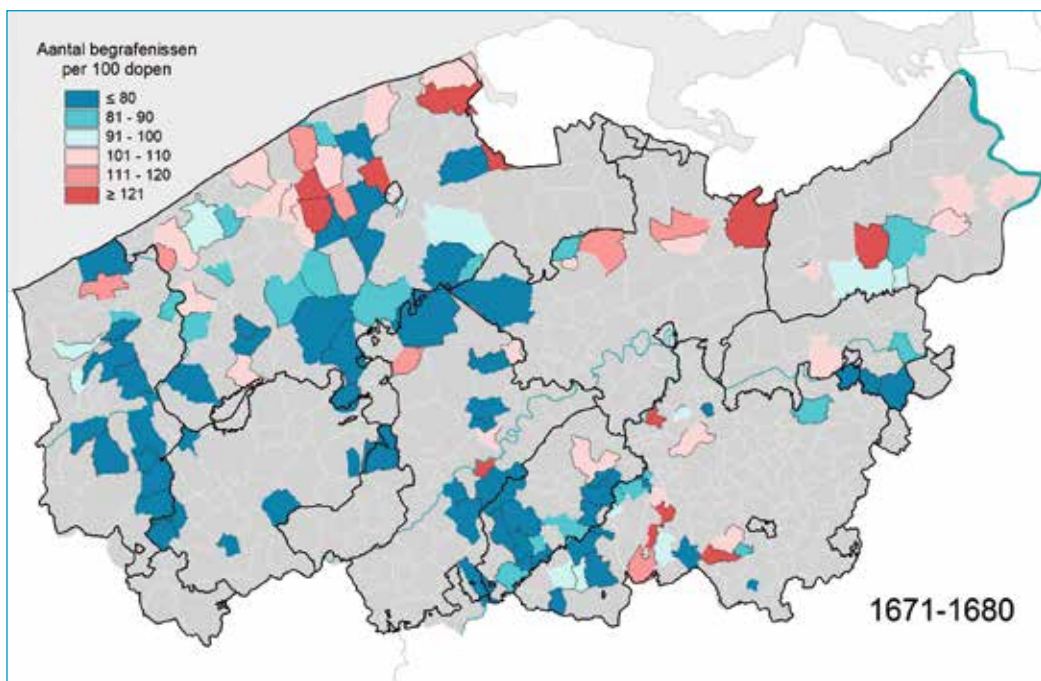 Aantal begrafenissen
per 100 dopen
≤ 80
81 - 90
91 - 100
101 - 110
111 - 120
≥ 121
1671-1680